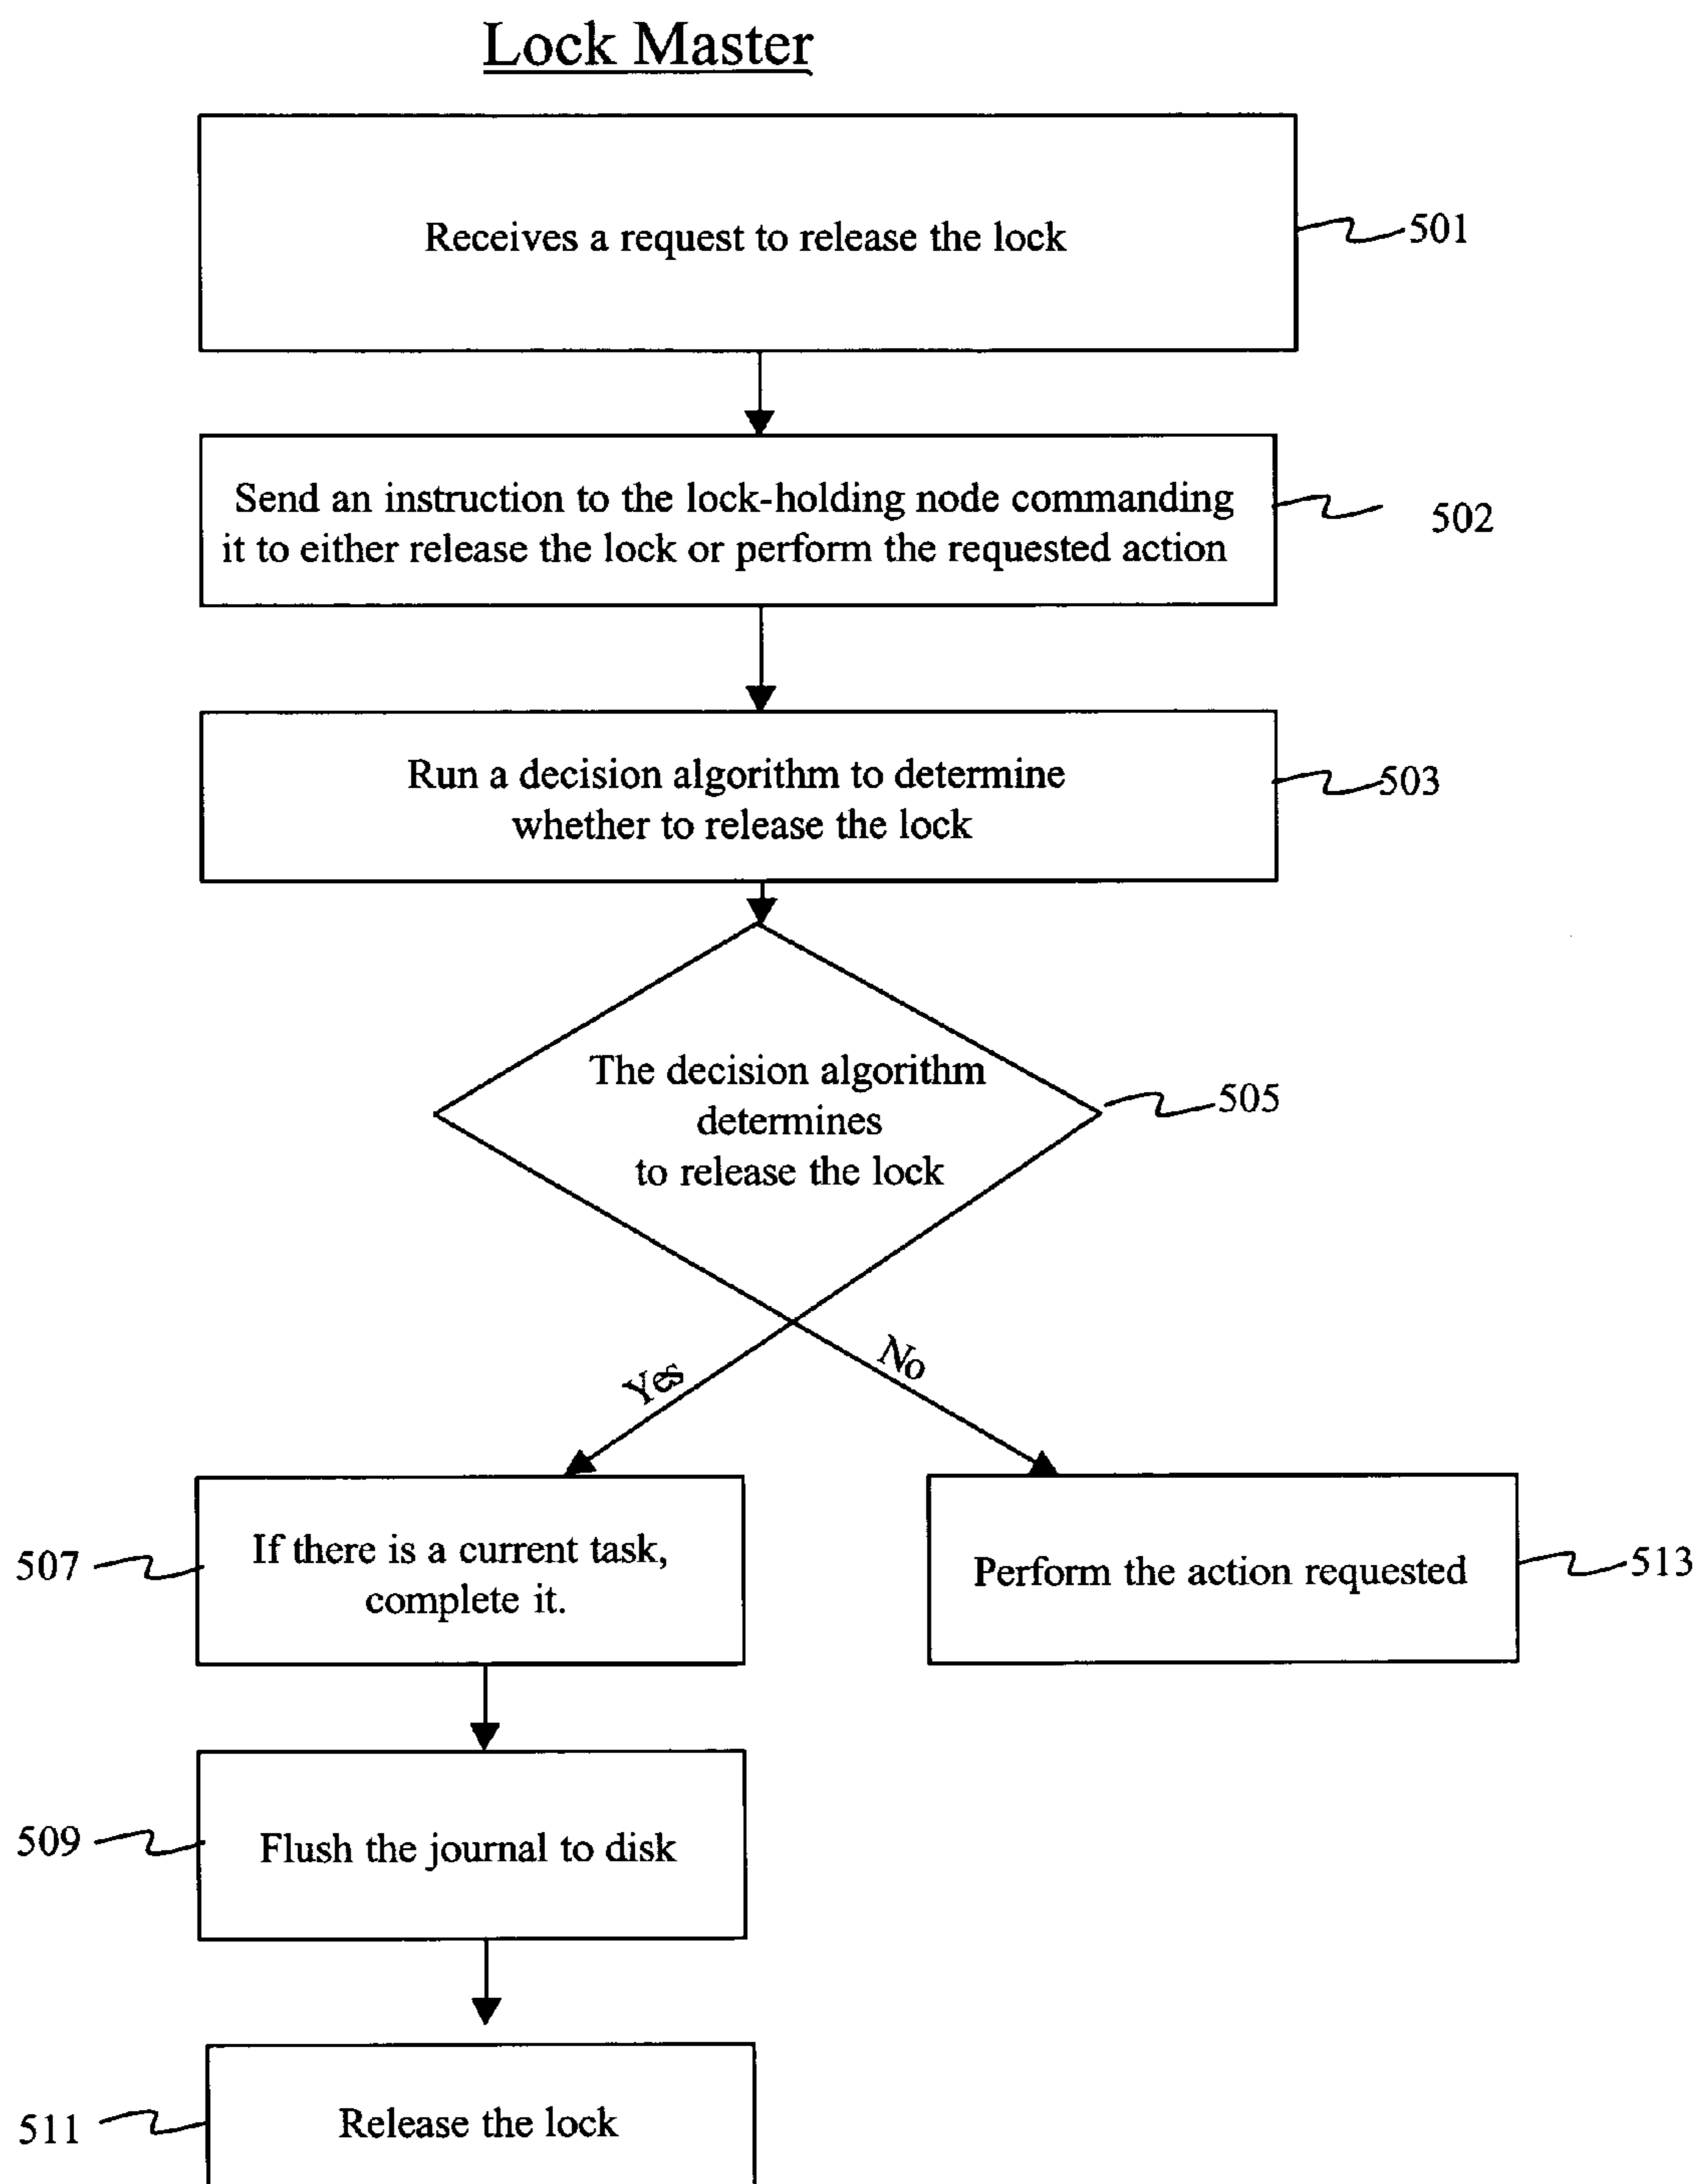 Lock Master
Receives a request to release the lock
501
Send an instruction to the lock-holding node commanding
it to either release the lock or perform the requested action
502
Run a decision algorithm to determine
whether to release the lock
503
The decision algorithm
determines
to release the lock
505
Yes
No
507
If there is a current task,
complete it.
Perform the action requested
513
509
Flush the journal to disk
511
Release the lock